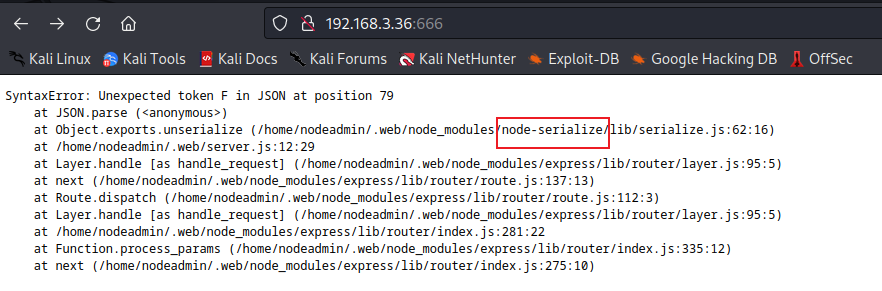 192.168.3.36:666
Kali Linux Kali Tools Kali Docs Kali Forums Kali NetHunter Exploit-DB Google Hacking DB OffSec
SyntaxError: Unexpected token F in JSON at position 79
at JSON.parse (<anonymous>)
at Object.exports.unserialize (/home/nodeadmin/.web/node_modules/node-serialize/lib/serialize.js:62:16)
at /home/nodeadmin/.web/server.js:12:29
at Layer.handle [as handle_request] (/home/nodeadmin/.web/node_modules/express/lib/router/layer.js:95:5)
at next (/home/nodeadmin/.web/node_modules/express/lib/router/route.js:137:13)
at Route.dispatch (/home/nodeadmin/.web/node_modules/express/lib/router/route.js:112:3)
at Layer.handle [as handle_request] (/home/nodeadmin/.web/node_modules/express/lib/router/layer.js:95:5)
at /home/nodeadmin/.web/node_modules/express/lib/router/index.js:281:22
at Function.process_params (/home/nodeadmin/.web/node_modules/express/lib/router/index.js:335:12)
at next (/home/nodeadmin/.web/node_modules/express/lib/router/index.js:275:10)